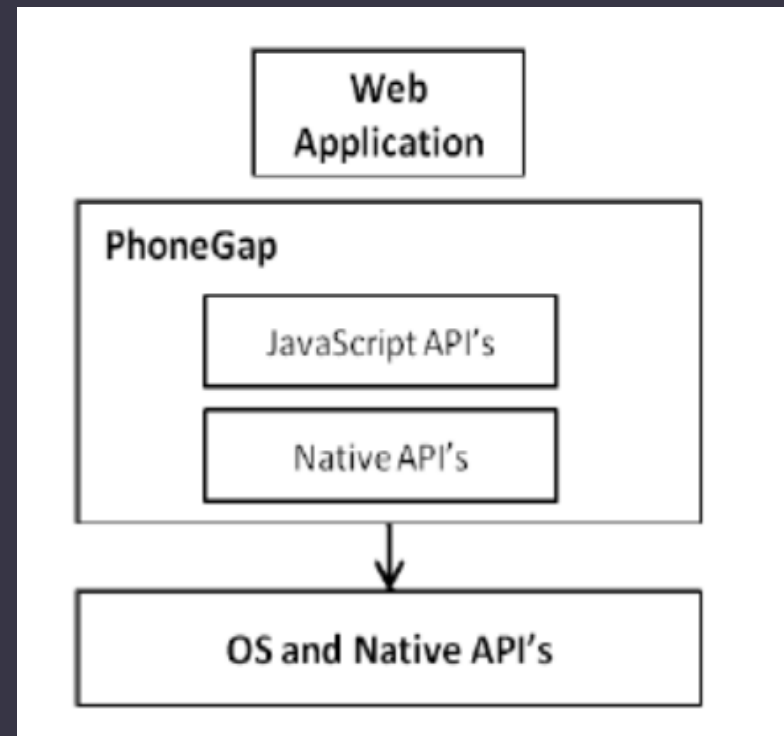 Web
Application
PhoneGap
JavaScript API's
Native API's
OS and Native API's